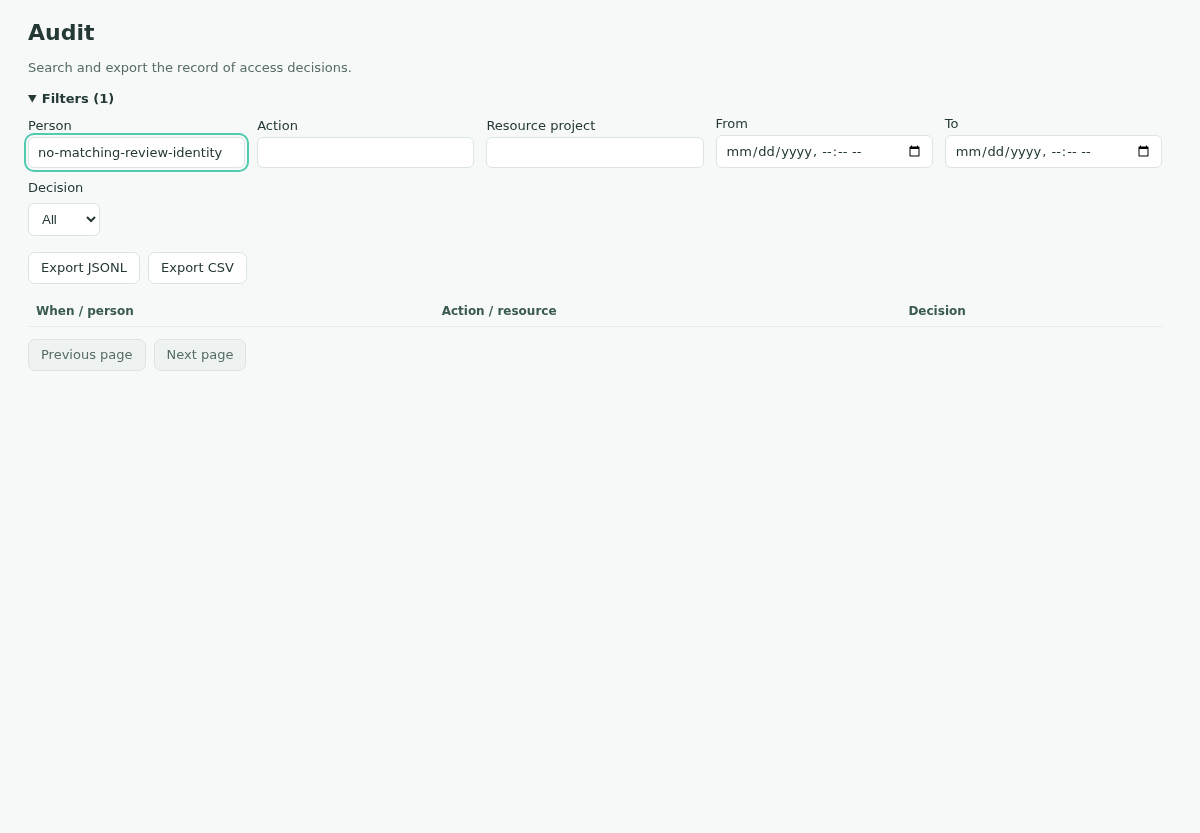 Audit
Search and export the record of access decisions.
▼ Filters (1)
Person Action Resource project From To
no-matching-review-identity mm/dd/yyyy, --:-- -- mm/dd/yyyy, --:-- --
Decision
All
Export JSONL Export CSV
When / person Action / resource Decision
Previous page Next page